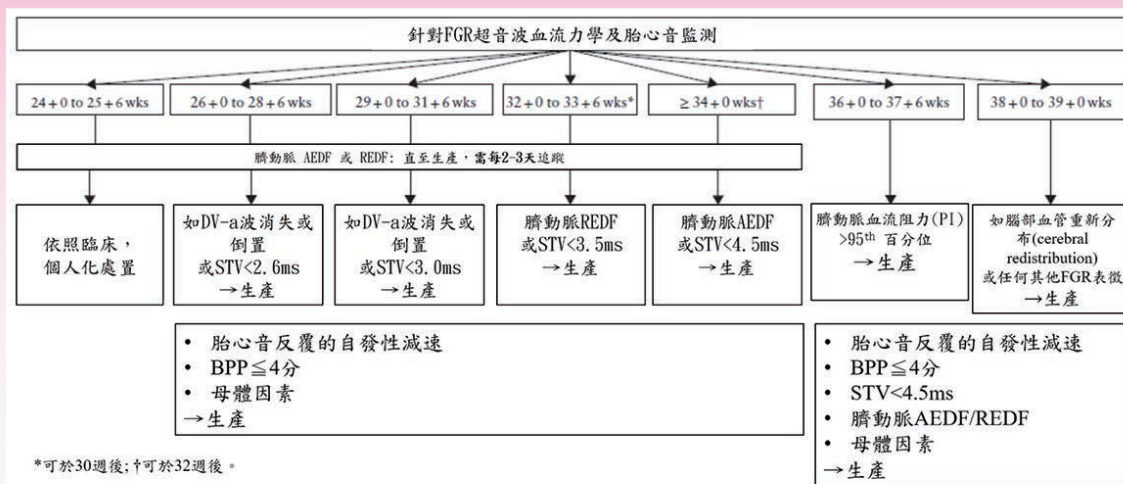 針對FGR超音波血流力學及胎心音監測
24 + 0 to 25 + 6 wks
26 + 0 to 28 + 6 wks
29 + 0 to 31 + 6 wks
32 + 0 to 33 + 6 wks*
≥ 34 + 0 wks†
36 + 0 to 37 + 6 wks
38 + 0 to 39 + 0 wks
臍動脈 AEDF 或 REDF: 直至生產，需每2-3天追蹤
依照臨床，
個人化處置
如DV-a波消失或
倒置
或STV<2.6ms
→生產
如DV-a波消失或
倒置
或STV<3.0ms
→生產
臍動脈REDF
或STV<3.5ms
→生產
臍動脈AEDF
或STV<4.5ms
→生產
臍動脈血流阻力(PI)
>95th 百分位
→生產
如腦部血管重新分
布(cerebral
redistribution)
或任何其他FGR表徵
→生產
• 胎心音反覆的自發性減速
• BPP≦4分
• 母體因素
→生產
• 胎心音反覆的自發性減速
• BPP≦4分
• STV<4.5ms
• 臍動脈AEDF/REDF
• 母體因素
→生產
*可於30週後; †可於32週後。